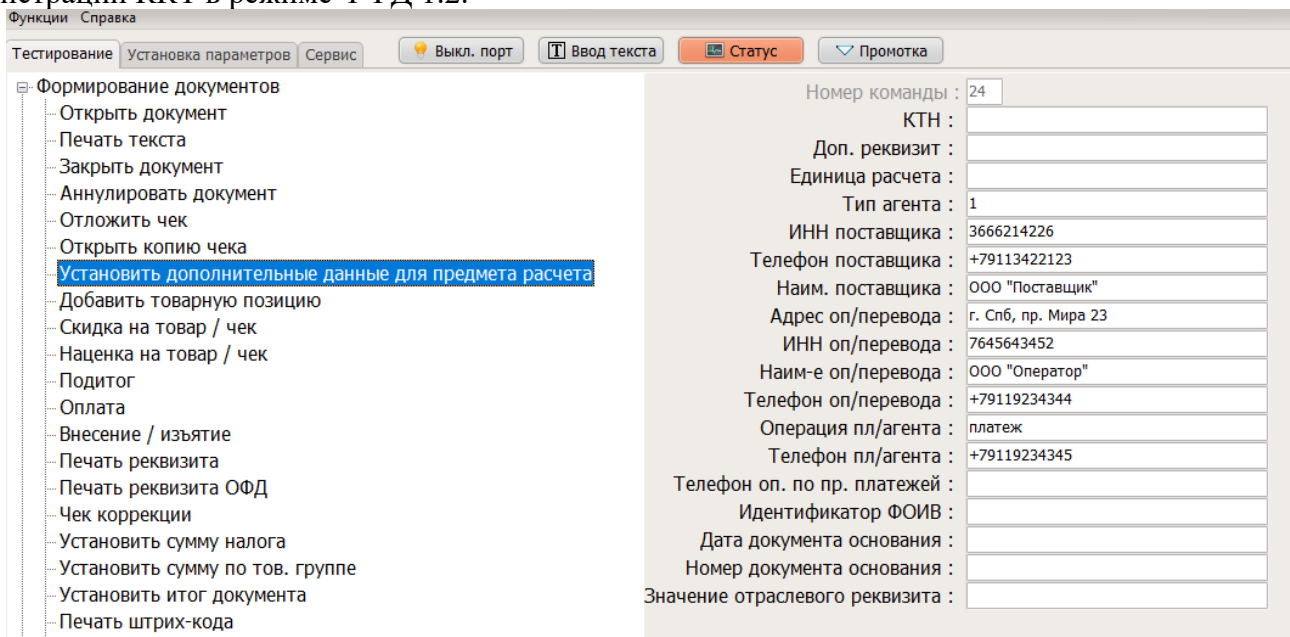 нистрации ККТ в режиме ФФД 1.2.
Функции Справка
Тестирование Установка параметров Сервис Выкл. порт Ввод текста Статус Промотка
Формирование документов
Открыть документ
Печать текста
Закрыть документ
Аннулировать документ
Отложить чек
Открыть копию чека
Установить дополнительные данные для предмета расчета
Добавить товарную позицию
Скидка на товар / чек
Наценка на товар / чек
Подитог
Оплата
Внесение / изъятие
Печать реквизита
Печать реквизита ОФД
Чек коррекции
Установить сумму налога
Установить сумму по тов. группе
Установить итог документа
Печать штрих-кода
Номер команды : 24
КТН :
Доп. реквизит :
Единица расчета :
Тип агента : 1
ИНН поставщика : 3666214226
Телефон поставщика : +79113422123
Наим. поставщика : ООО "Поставщик"
Адрес оп/перевода : г. Спб, пр. Мира 23
ИНН оп/перевода : 7645643452
Наим-е оп/перевода : ООО "Оператор"
Телефон оп/перевода : +79119234344
Операция пл/агента : платеж
Телефон пл/агента : +79119234345
Телефон оп. по пр. платежей :
Идентификатор ФОИВ :
Дата документа основания :
Номер документа основания :
Значение отраслевого реквизита :